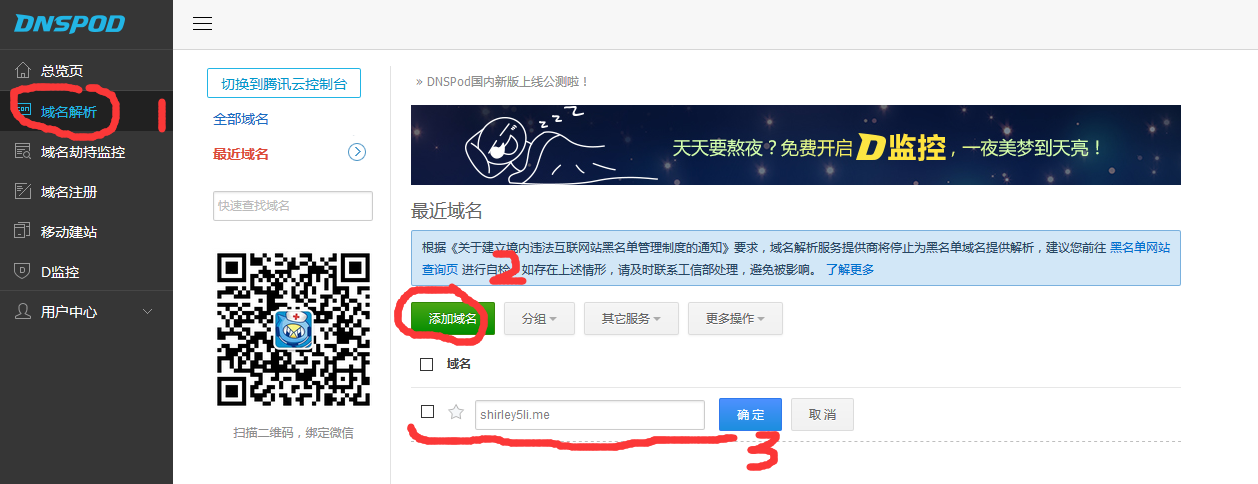 DNSPOD
总览页
域名解析
1
域名劫持监控
域名注册
移动建站
D监控
用户中心
切换到腾讯云控制台
全部域名
最近域名
快速查找域名
扫描二维码，绑定微信
» DNSPod国内新版上线公测啦！
z z z
天天要熬夜？免费开启D监控，一夜美梦到天亮！
最近域名
根据《关于建立境内违法互联网站黑名单管理制度的通知》要求，域名解析服务提供商将停止为黑名单域名提供解析，建议您前往 黑名单网站
查询页 进行自检，如存在上述情形，请及时联系工信部处理，避免被影响。 了解更多
2
添加域名
分组
其它服务
更多操作
域名
shirley5li.me
确定
取消
3